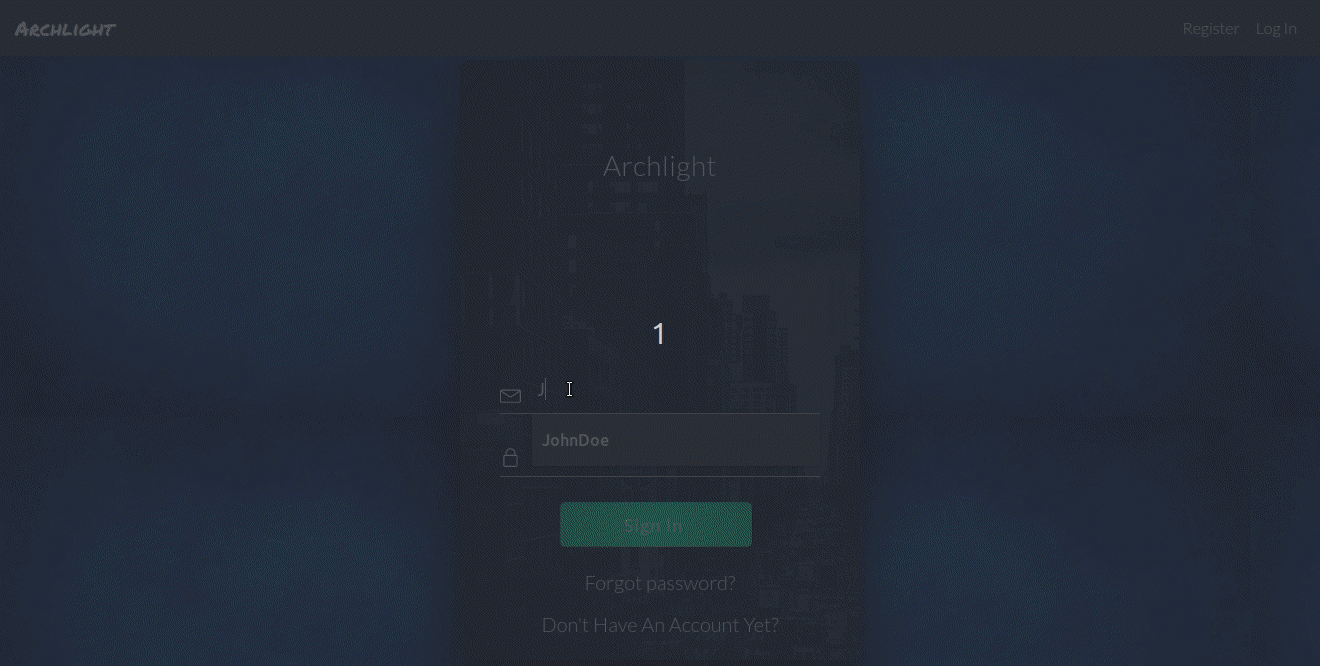 Archlight
Register
Log In
Archlight
1
J
JohnDoe
Sign In
Forgot password?
Don't Have An Account Yet?